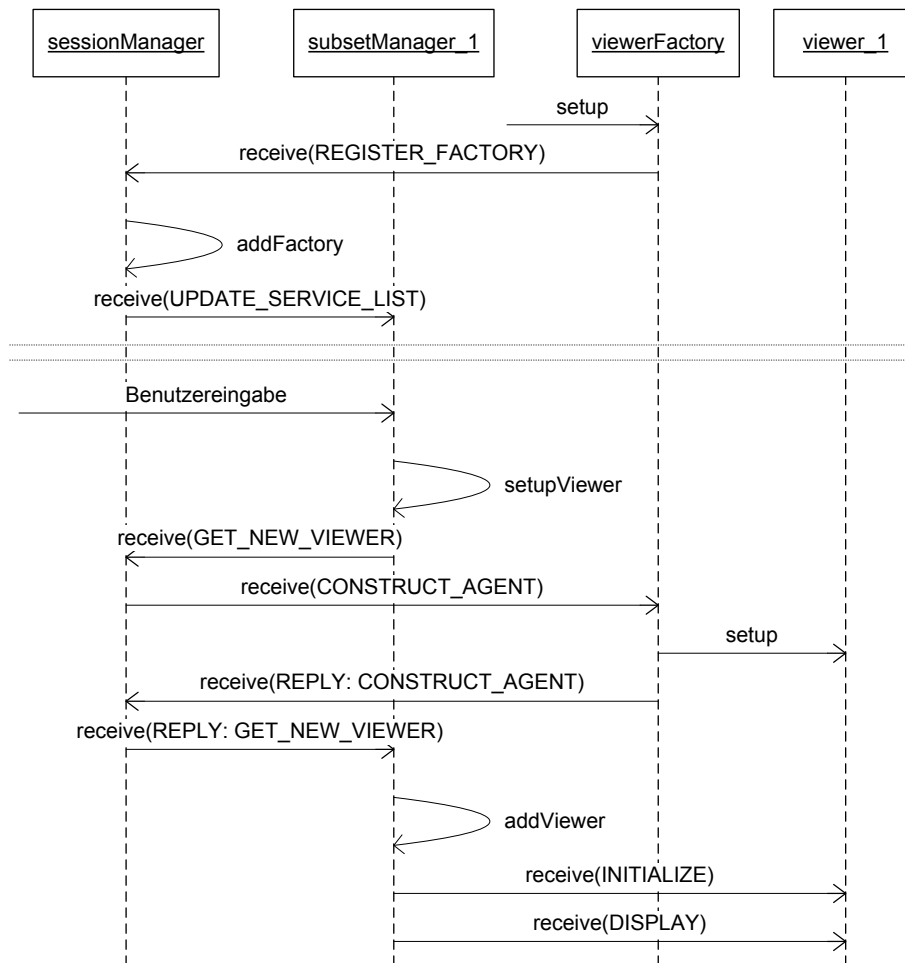 sessionManager
subsetManager_1
viewerFactory
viewer_1
setup
receive(REGISTER_FACTORY)
addFactory
receive(UPDATE_SERVICE_LIST)
Benutzereingabe
setupViewer
receive(GET_NEW_VIEWER)
receive(CONSTRUCT_AGENT)
setup
receive(REPLY: CONSTRUCT_AGENT)
receive(REPLY: GET_NEW_VIEWER)
addViewer
receive(INITIALIZE)
receive(DISPLAY)